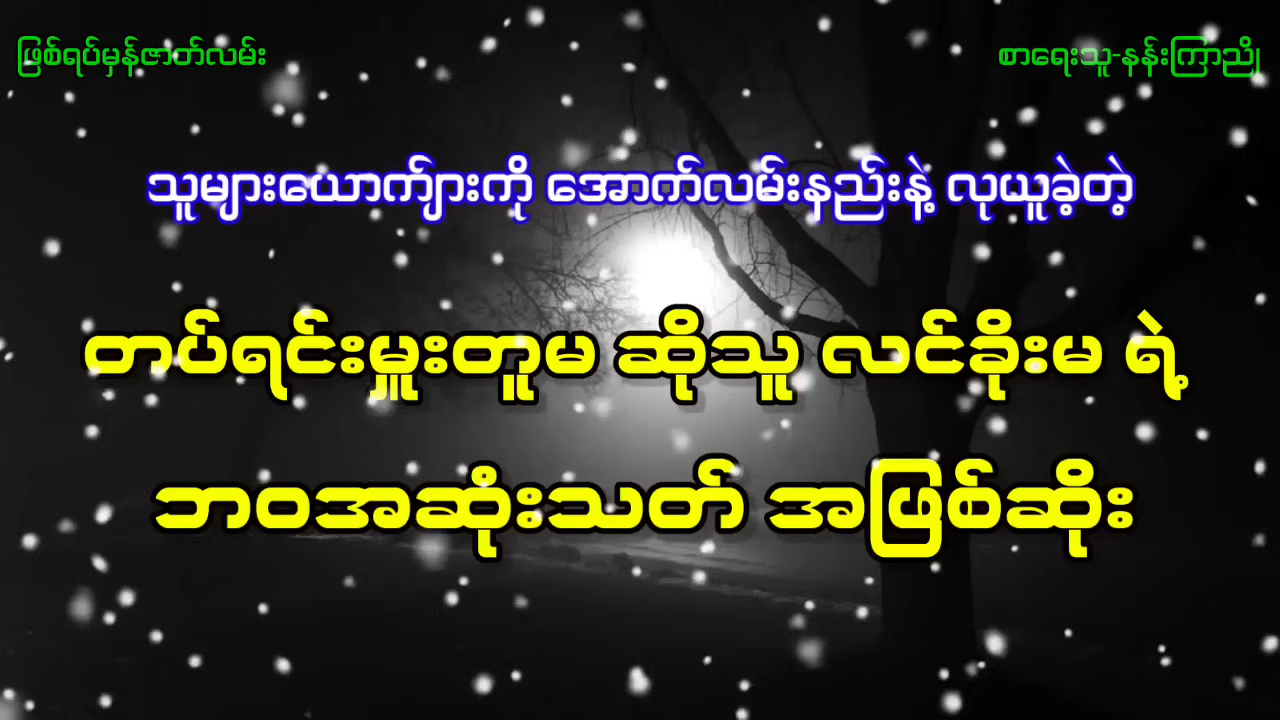 ဖြစ်ရပ်မှန်ဇာတ်လမ်း
စာရေးသူ-နန်းကြာညို
သူများယောက်ျားကို အောက်လမ်းနည်းနဲ့ လုယူခဲ့တဲ့
တပ်ရင်းမှူးတူမ ဆိုသူ လင်ခိုးမ ရဲ့
ဘဝအဆုံးသတ် အဖြစ်ဆိုး